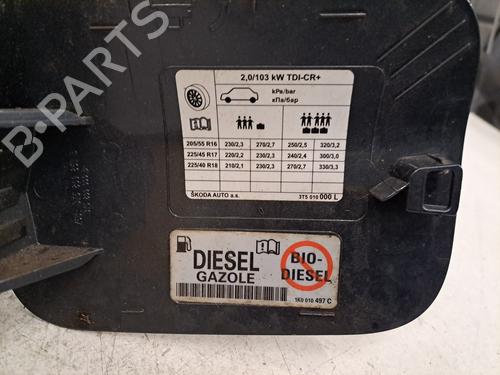 2,0/103 kW TDI-CR+
kPa/bar
кПа/бар
205/55 R16 230/2,3 270/2,7 250/2,5 320/3,2
225/45 R17 220/2,2 230/2,3 240/2,4 300/3,0
225/40 R18 210/2,1 230/2,3 270/2,7 330/3,3
ŠKODA AUTO a.s. 3T5 010 000 L
DIESEL
GAZOLE
BIO-
DIESEL
1K0 010 497 C
B-PARTS